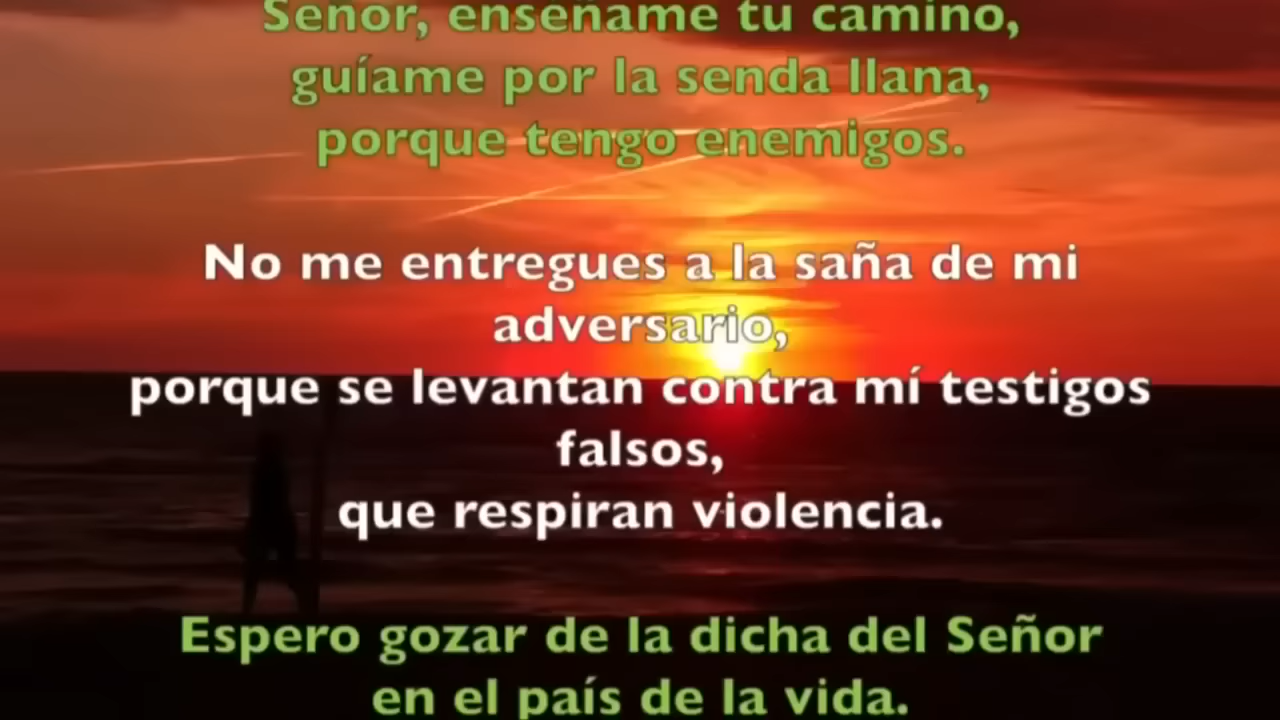 Señor, enséñame tu camino,
guíame por la senda llana,
porque tengo enemigos.
No me entregues a la saña de mi
adversario,
porque se levantan contra mí testigos
falsos,
que respiran violencia.
Espero gozar de la dicha del Señor
en el país de la vida.